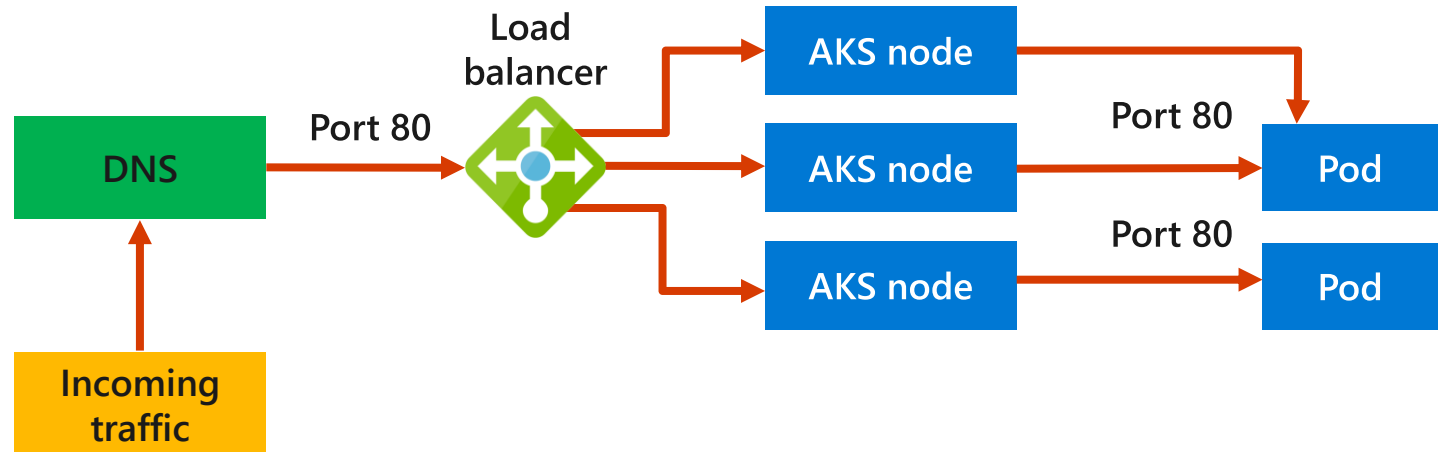 Load
balancer
AKS node
Port 80
Port 80
DNS
AKS node
Pod
Port 80
AKS node
Pod
Incoming
traffic